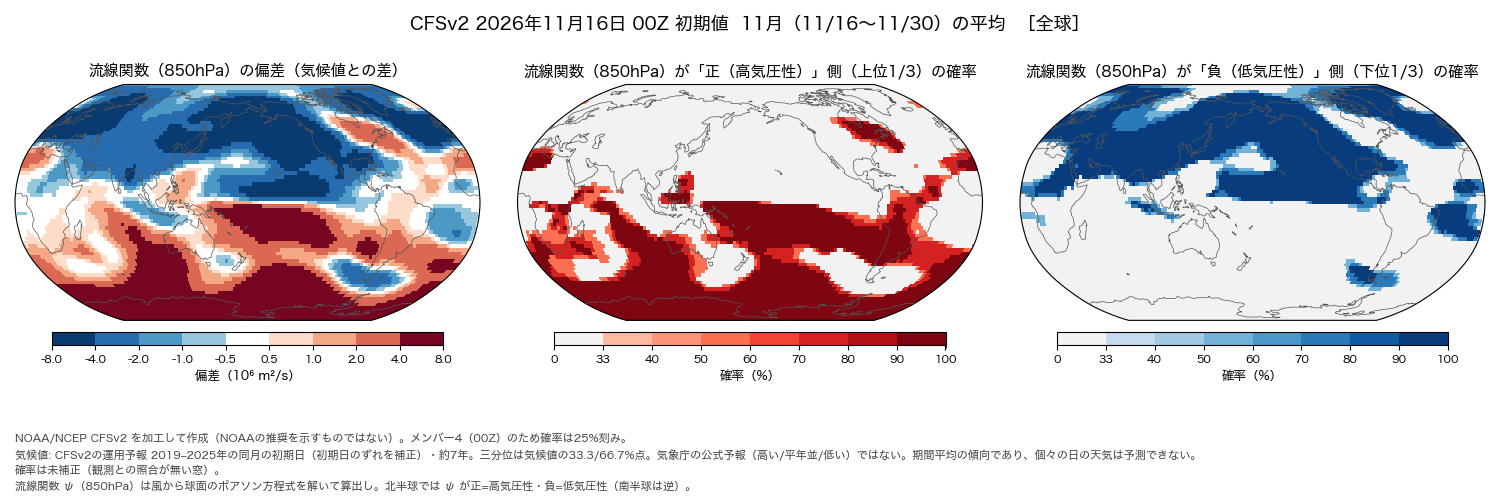 CFSv2 2026年11月16日 00Z 初期値 11月（11/16～11/30）の平均 ［全球］
流線関数（850hPa）の偏差（気候値との差）
流線関数（850hPa）が「正（高気圧性）」側（上位1/3）の確率
流線関数（850hPa）が「負（低気圧性）」側（下位1/3）の確率
-8.0 -4.0 -2.0 -1.0 -0.5 0.5 1.0 2.0 4.0 8.0
偏差（10⁶ m²/s）
0 33 40 50 60 70 80 90 100
確率（%）
0 33 40 50 60 70 80 90 100
確率（%）
NOAA/NCEP CFSv2 を加工して作成（NOAAの推奨を示すものではない）。メンバー4（00Z）のため確率は25%刻み。
気候値: CFSv2の運用予報 2019–2025年の同月の初期日（初期日のずれを補正）・約7年。三分位は気候値の33.3/66.7%点。気象庁の公式予報（高い/平年並/低い）ではない。期間平均の傾向であり、個々の日の天気は予測できない。
確率は未補正（観測との照合が無い窓）。
流線関数 ψ（850hPa）は風から球面のポアソン方程式を解いて算出し。北半球では ψ が正=高気圧性・負=低気圧性（南半球は逆）。